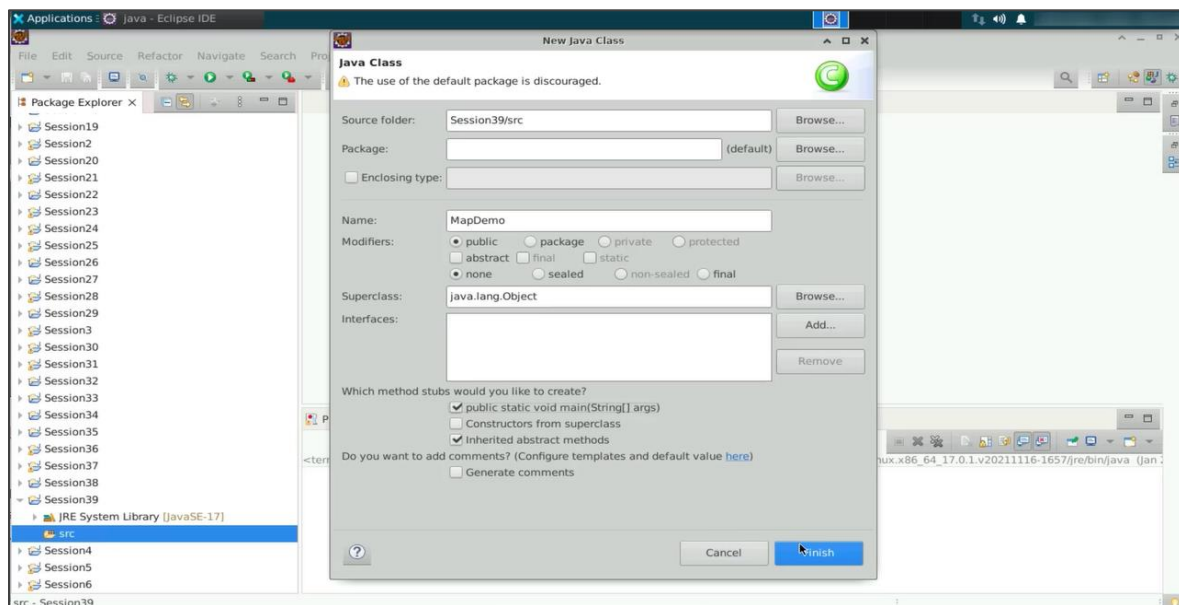 Applications : java - Eclipse IDE
New Java Class
File Edit Source Refactor Navigate Search
Java Class
The use of the default package is discouraged.
Package Explorer
Session19
Session2
Session20
Session21
Session22
Session23
Session24
Session25
Session26
Session27
Session28
Session29
Session3
Session30
Session31
Session32
Session33
Session34
Session35
Session36
Session37
Session38
Session39
JRE System Library [JavaSE-17]
src
Session4
Session5
Session6
src - Session39
Source folder: Session39/src Browse...
Package: (default) Browse...
Enclosing type: Browse...
Name: MapDemo
Modifiers: public package private protected
abstract final static
none sealed non-sealed final
Superclass: java.lang.Object Browse...
Interfaces: Add...
Remove
Which method stubs would you like to create?
public static void main(String[] args)
Constructors from superclass
Inherited abstract methods
Do you want to add comments? (Configure templates and default value here)
Generate comments
? Cancel Finish
ux.x86_64_17.0.1.v20211116-1657/jre/bin/java (Jan